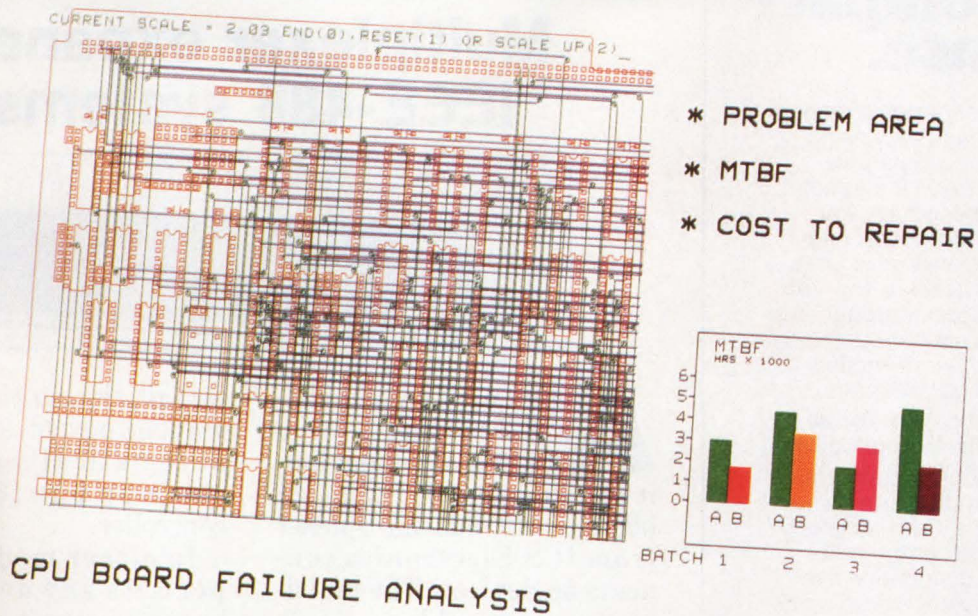 CURRENT SCALE = 2.03 END(0),RESET(1) OR SCALE UP(2)_
* PROBLEM AREA
* MTBF
* COST TO REPAIR
MTBF
HRS X 1000
6
5
4
3
2
1
0
A B A B A B A B
BATCH 1 2 3 4
CPU BOARD FAILURE ANALYSIS